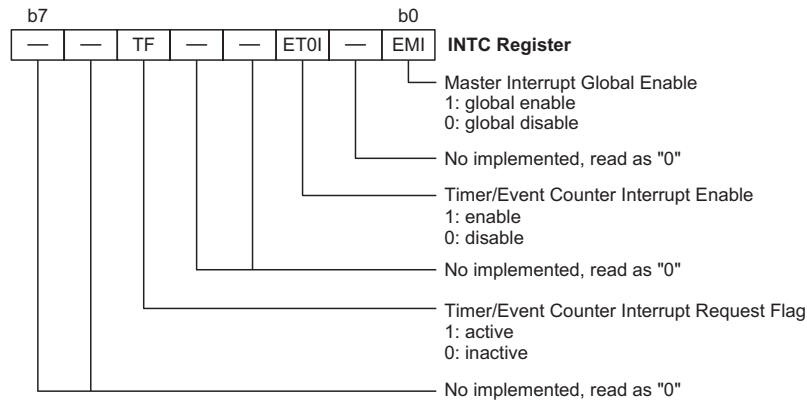 b7 b0
— — TF — — ET0I — EMI INTC Register
Master Interrupt Global Enable
1: global enable
0: global disable
No implemented, read as "0"
Timer/Event Counter Interrupt Enable
1: enable
0: disable
No implemented, read as "0"
Timer/Event Counter Interrupt Request Flag
1: active
0: inactive
No implemented, read as "0"